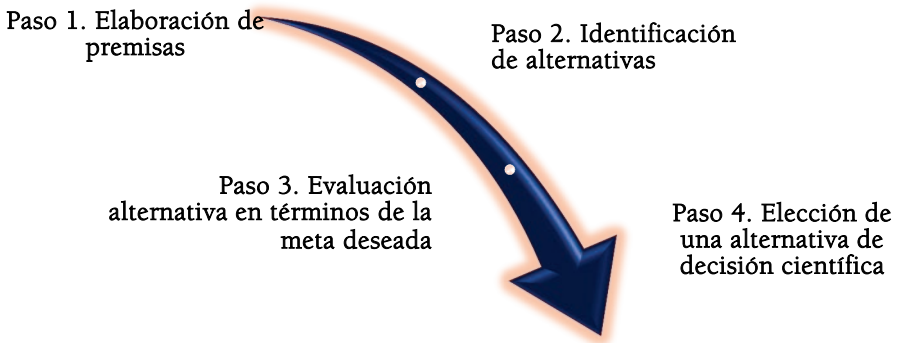 Paso 1. Elaboración de
premisas
Paso 2. Identificación
de alternativas
Paso 3. Evaluación
alternativa en términos de la
meta deseada
Paso 4. Elección de
una alternativa de
decisión científica